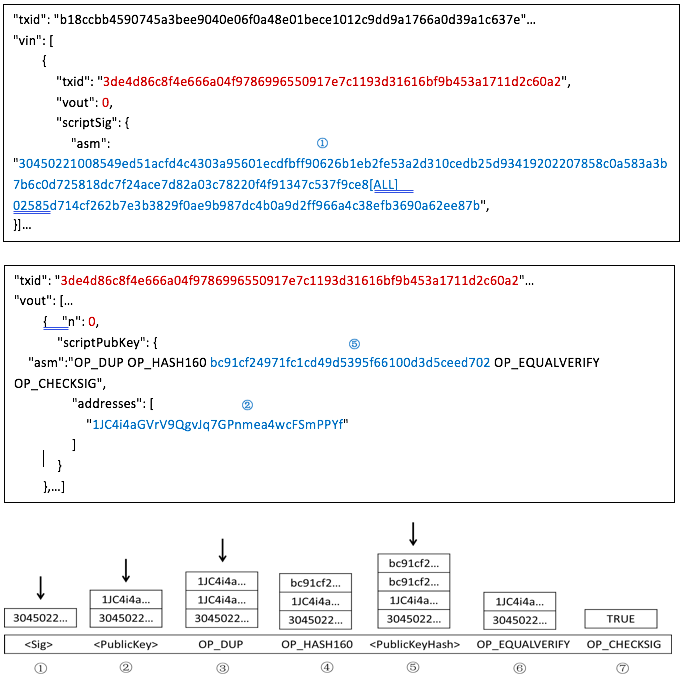 "txid": "b18ccbb4590745a3bee9040e06f0a48e01bece1012c9dd9a1766a0d39a1c637e"…
"vin": [
{
"txid": "3de4d86c8f4e666a04f9786996550917e7c1193d31616bf9b453a1711d2c60a2",
"vout": 0,
"scriptSig": {
"asm": ①
"30450221008549ed51acfd4c4303a95601ecdfbff90626b1eb2fe53a2d310cedb25d93419202207858c0a583a3b
7b6c0d725818dc7f24ace7d82a03c78220f4f91347c537f9ce8[ALL]
02585d714cf262b7e3b3829f0ae9b987dc4b0a9d2ff966a4c38efb3690a62ee87b",
}]…
"txid": "3de4d86c8f4e666a04f9786996550917e7c1193d31616bf9b453a1711d2c60a2"…
"vout": […
{ "n": 0,
"scriptPubKey": { ⑤
"asm":"OP_DUP OP_HASH160 bc91cf24971fc1cd49d5395f66100d3d5ceed702 OP_EQUALVERIFY
OP_CHECKSIG",
"addresses": [ ②
"1JC4i4aGVrV9QgvJq7GPnmea4wcFSmPPYf"
]
}
},…]
bc91cf2…
1JC4i4a… bc91cf2… bc91cf2…
1JC4i4a… 1JC4i4a… 1JC4i4a… 1JC4i4a… 1JC4i4a…
3045022… 3045022… 3045022… 3045022… 3045022… 3045022… TRUE
<Sig> <PublicKey> OP_DUP OP_HASH160 <PublicKeyHash> OP_EQUALVERIFY OP_CHECKSIG
① ② ③ ④ ⑤ ⑥ ⑦